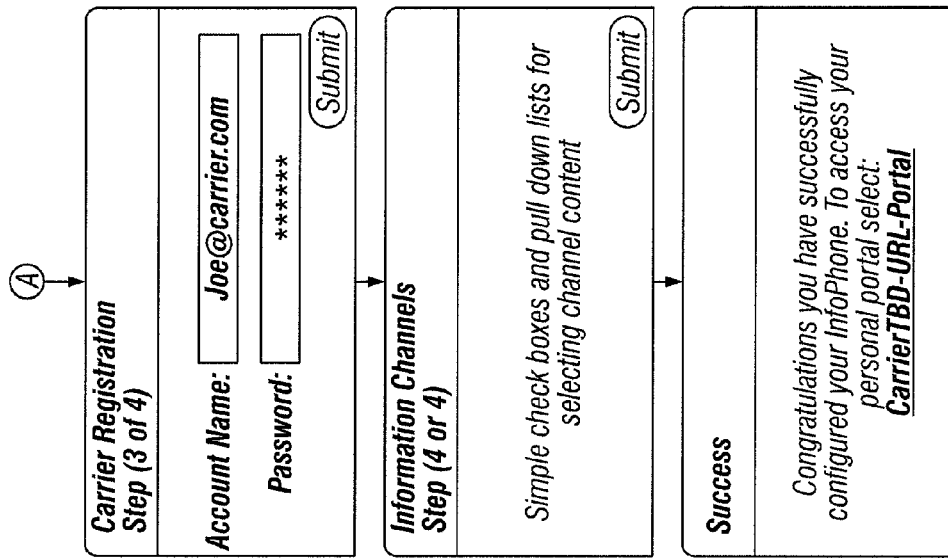 A
Carrier Registration
Step (3 of 4)
Account Name: Joe@carrier.com
Password: ******
Submit
Information Channels
Step (4 or 4)
Simple check boxes and pull down lists for
selecting channel content
Submit
Success
Congratulations you have successfully
configured your InfoPhone. To access your
personal portal select:
CarrierTBD-URL-Portal